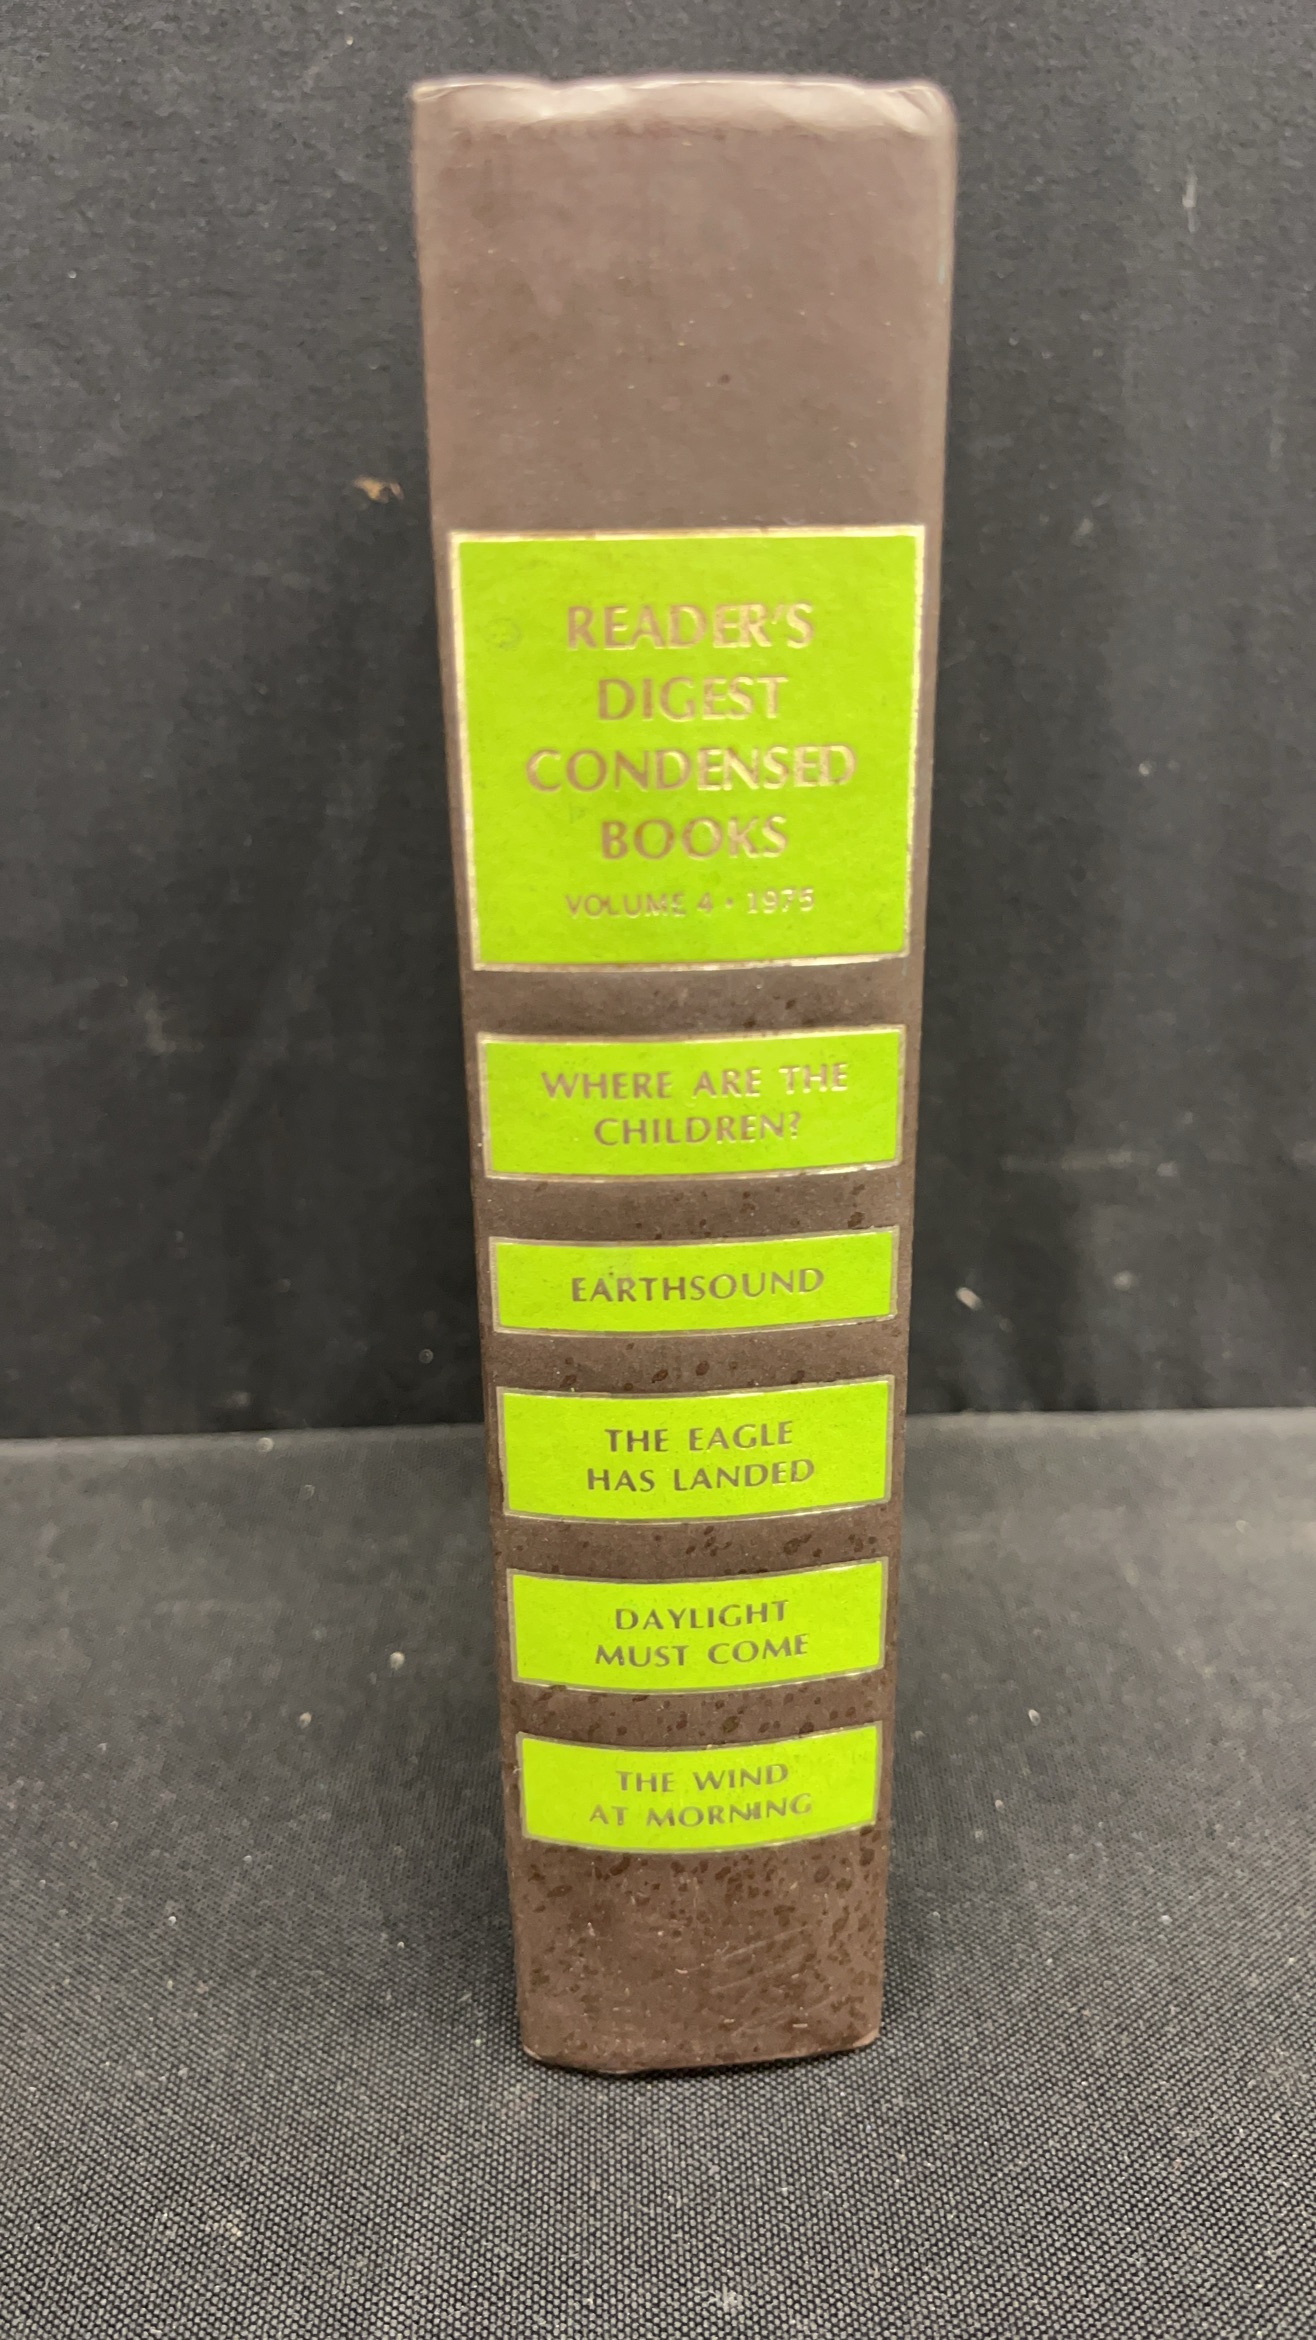 READER'S
DIGEST
CONDENSED
BOOKS
VOLUME 4 • 1975
WHERE ARE THE
CHILDREN?
EARTHSOUND
THE EAGLE
HAS LANDED
DAYLIGHT
MUST COME
THE WIND
AT MORNING